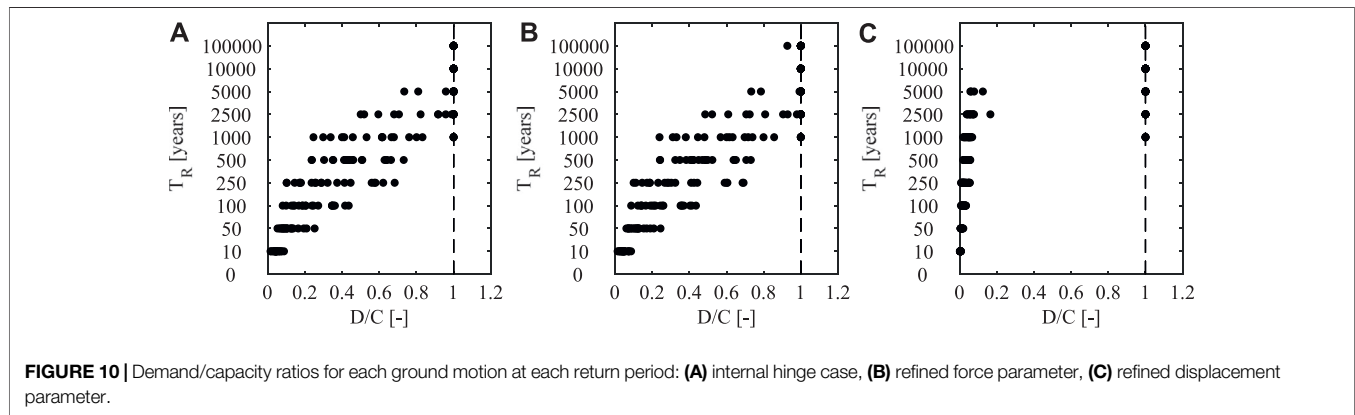 A
100000
10000
5000
2500
1000
500
250
100
50
10
0
T_R [years]
0 0.2 0.4 0.6 0.8 1 1.2
D/C [-]
B
100000
10000
5000
2500
1000
500
250
100
50
10
0
T_R [years]
0 0.2 0.4 0.6 0.8 1 1.2
D/C [-]
C
100000
10000
5000
2500
1000
500
250
100
50
10
0
T_R [years]
0 0.2 0.4 0.6 0.8 1 1.2
D/C [-]
FIGURE 10 | Demand/capacity ratios for each ground motion at each return period: (A) internal hinge case, (B) refined force parameter, (C) refined displacement
parameter.